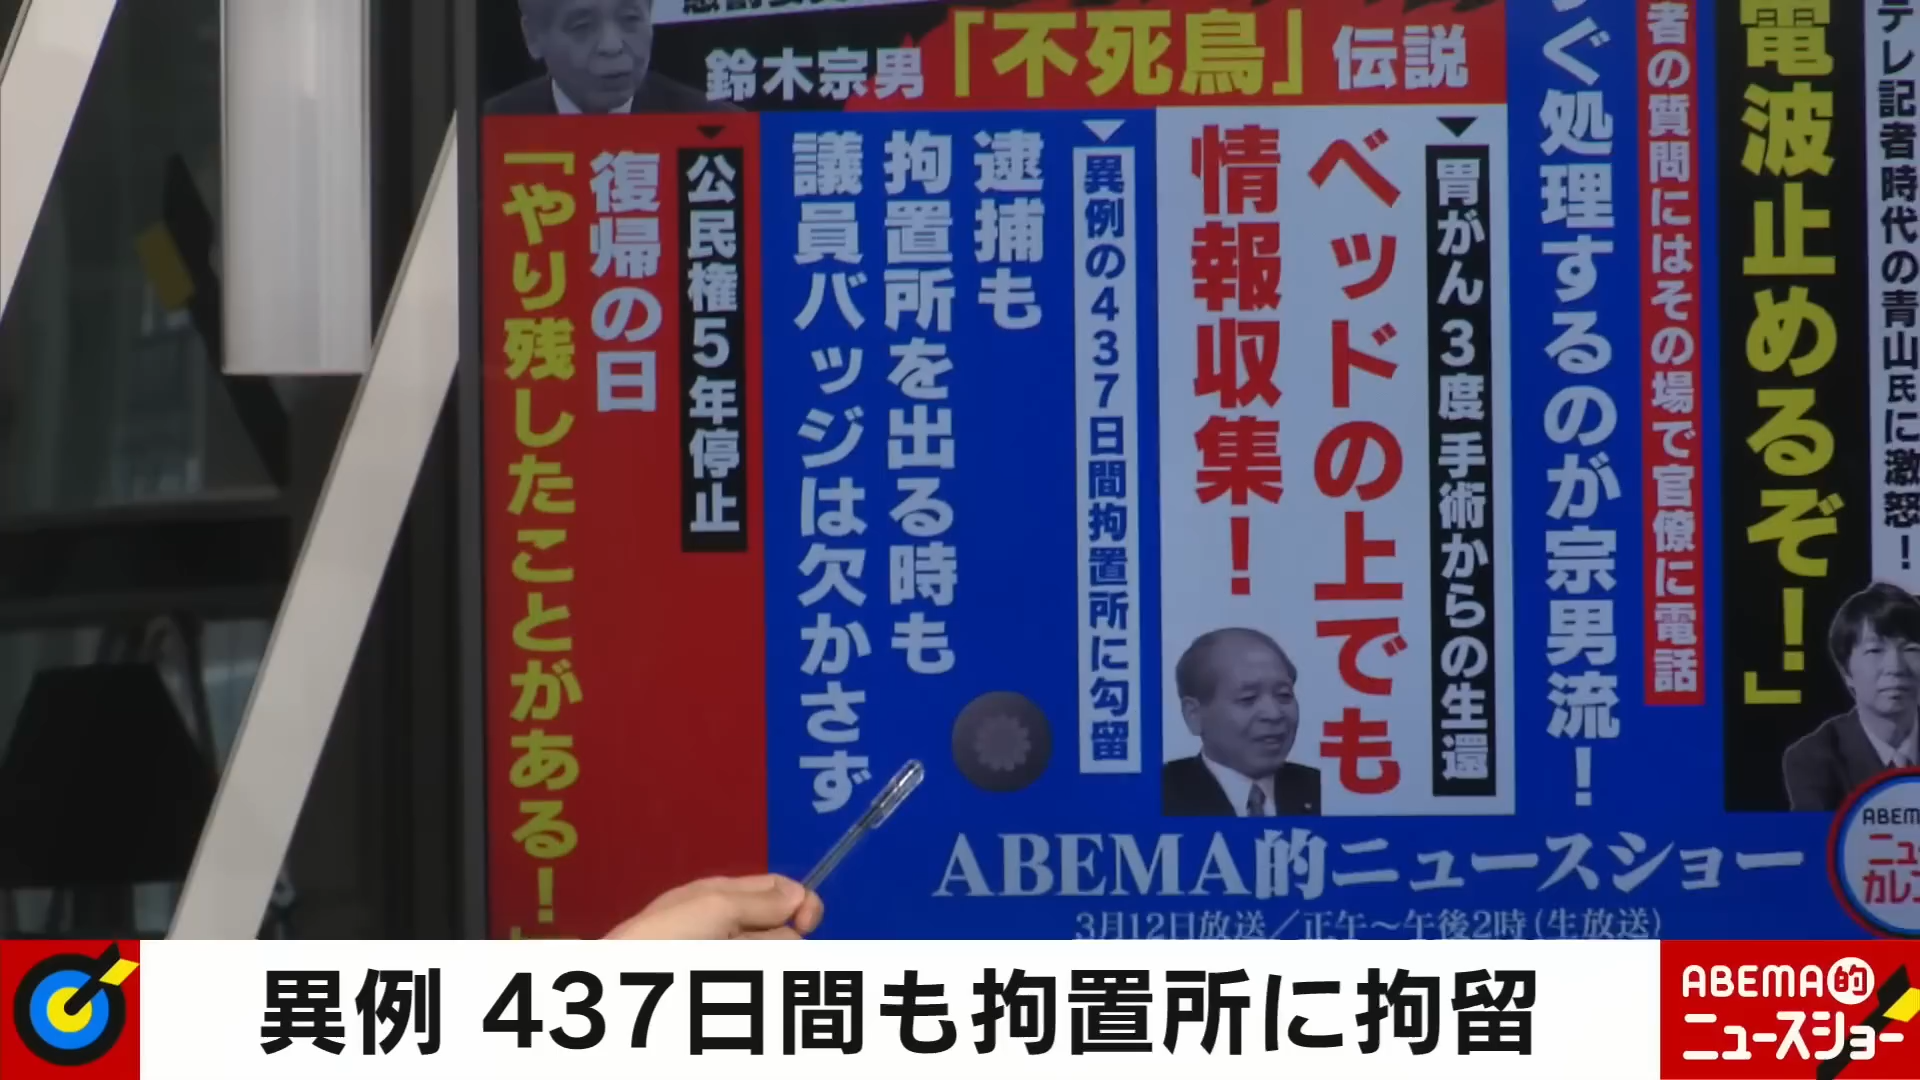 テレ記者時代の青山氏に激怒！
電波止めるぞ！」
者の質問にはその場で官僚に電話
ぐ処理するのが宗男流！
鈴木宗男「不死鳥」伝説
胃がん３度手術からの生還
ベッドの上でも
情報収集！
異例の４３７日間拘置所に勾留
逮捕も
拘置所を出る時も
議員バッジは欠かさず
公民権５年停止
復帰の日
「やり残したことがある！」
ABEMA的ニュースショー
3月12日放送／正午～午後2時（生放送）
異例 437日間も拘置所に拘留
ABEMA的
ニュースショー